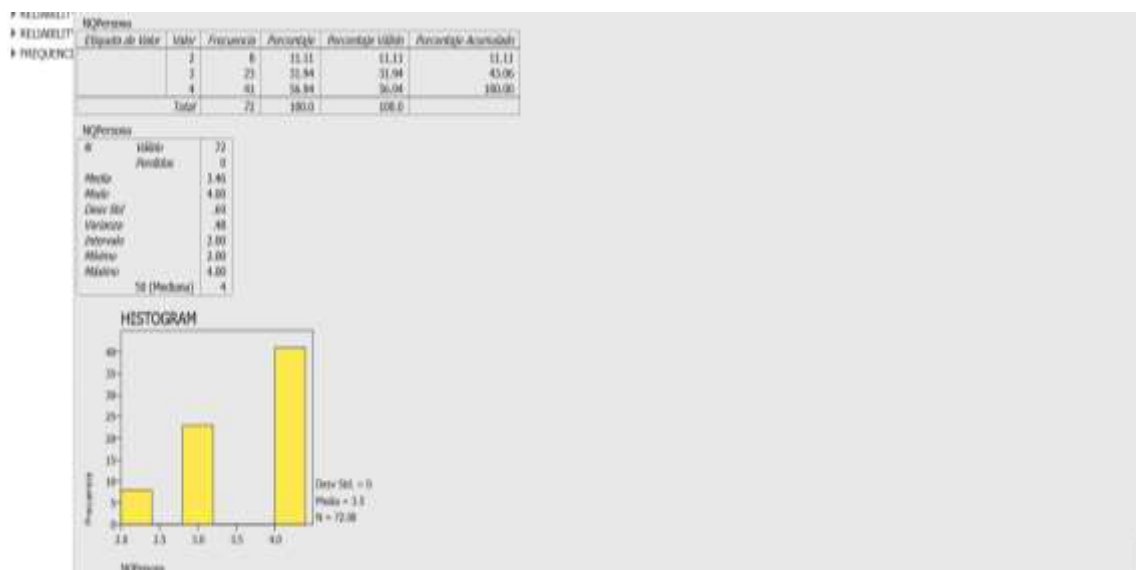 RELIABILITY
RELIABILITY
FREQUENC
NQPersona
Etiqueta de Valor Valor Frecuencia Porcentaje Porcentaje Válido Porcentaje Acumulado
2 8 11.11 11.11 11.11
3 23 31.94 31.94 43.06
4 41 56.94 56.94 100.00
Total 72 100.0 100.0
NQPersona
N Válido 72
Perdidos 0
Media 3.46
Modo 4.00
Desv Std .69
Varianza .48
Intervalo 2.00
Mínimo 2.00
Máximo 4.00
50 (Mediana) 4
HISTOGRAM
Frecuencia
40
35
30
25
20
15
10
5
0
2.0 2.5 3.0 3.5 4.0
Desv Std. = 0
Media = 3.5
N = 72.00
NQPersona